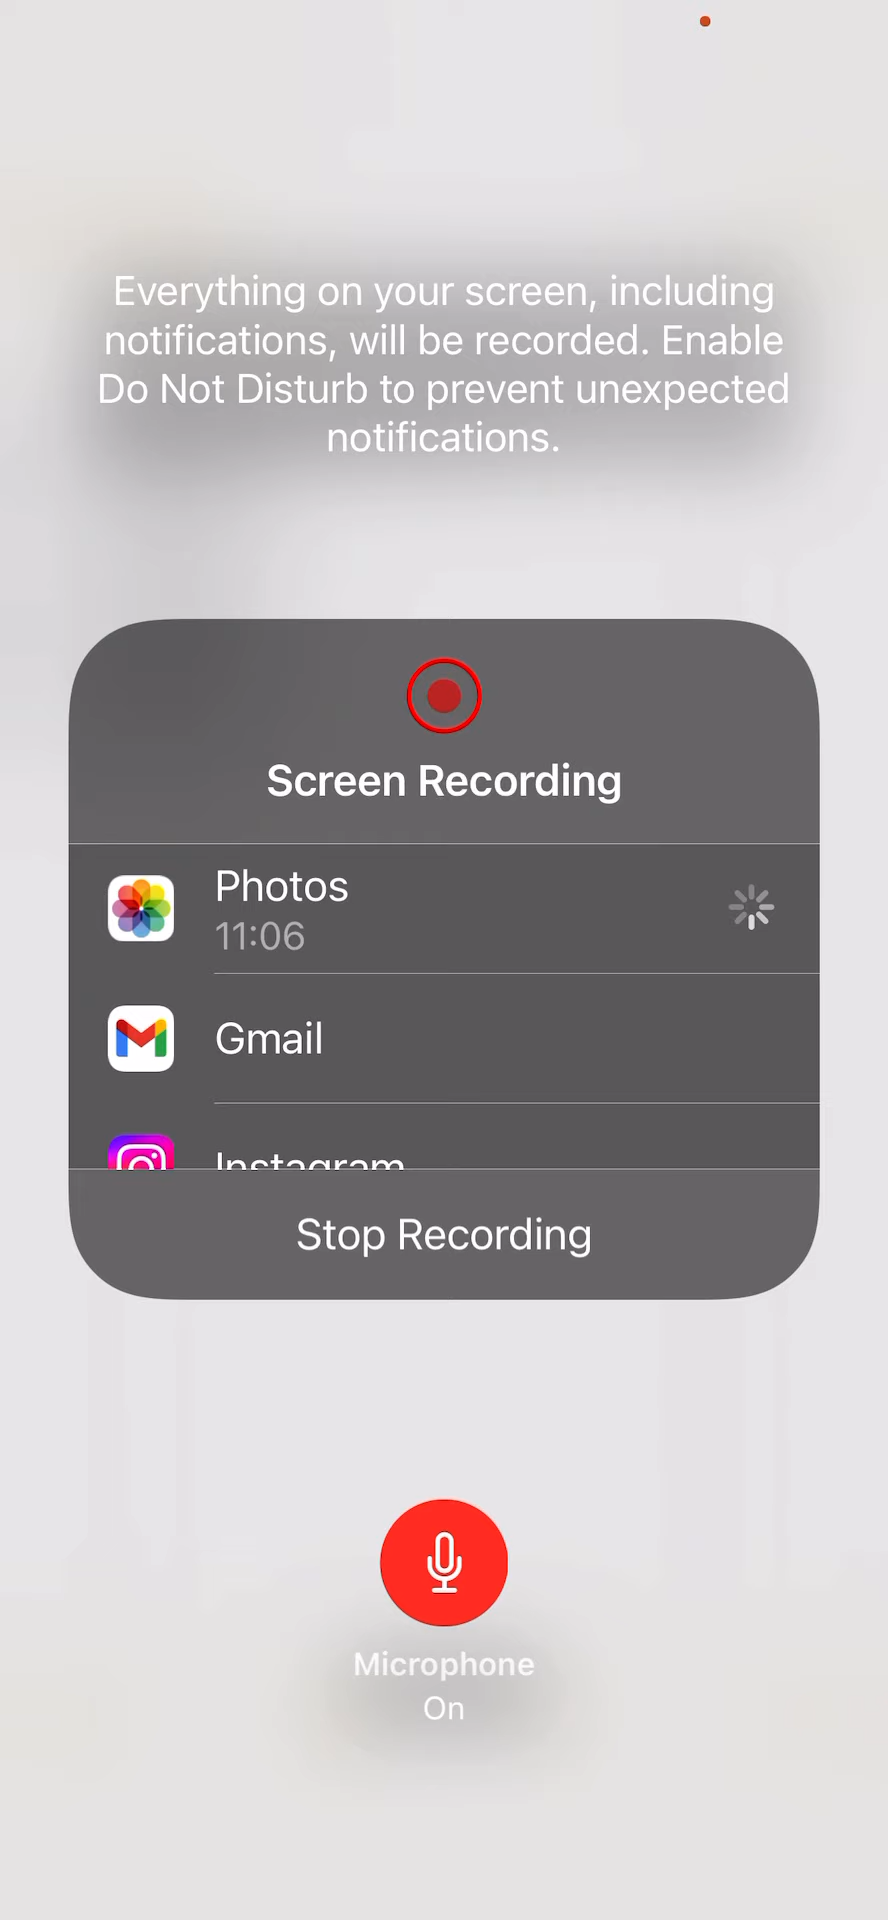 Everything on your screen, including
notifications, will be recorded. Enable
Do Not Disturb to prevent unexpected
notifications.
Screen Recording
Photos
11:06
Gmail
Instagram
Stop Recording
Microphone
On